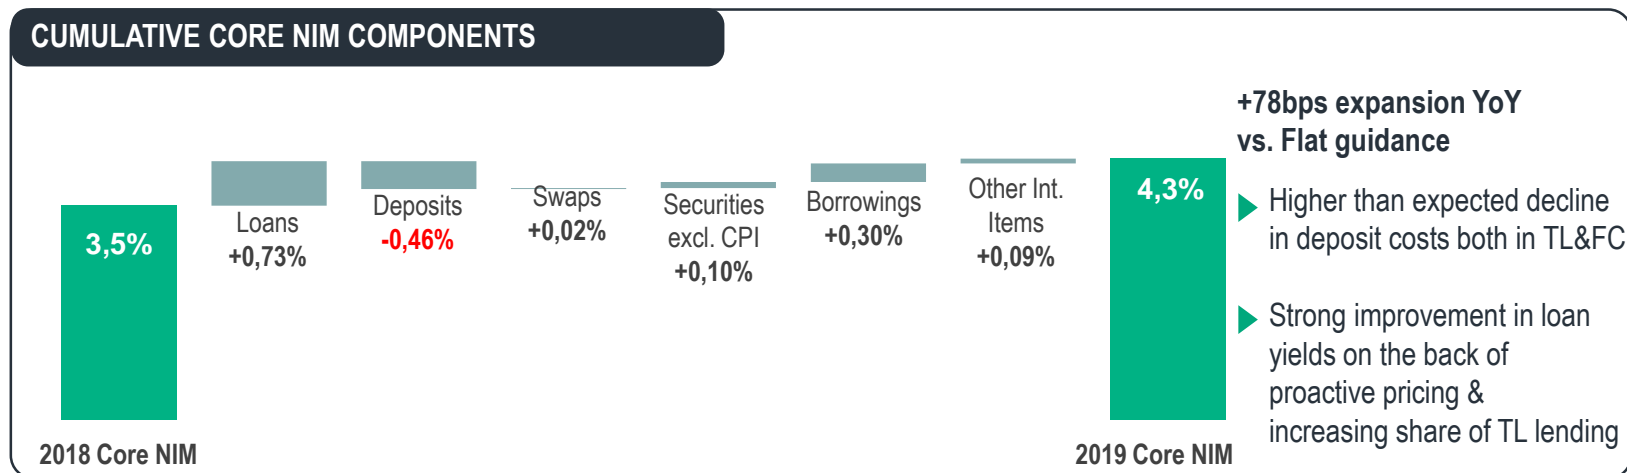 CUMULATIVE CORE NIM COMPONENTS
3,5%
2018 Core NIM
Loans
+0,73%
Deposits
-0,46%
Swaps
+0,02%
Securities
excl. CPI
+0,10%
Borrowings
+0,30%
Other Int.
Items
+0,09%
4,3%
2019 Core NIM
+78bps expansion YoY
vs. Flat guidance
Higher than expected decline
in deposit costs both in TL&FC
Strong improvement in loan
yields on the back of
proactive pricing &
increasing share of TL lending